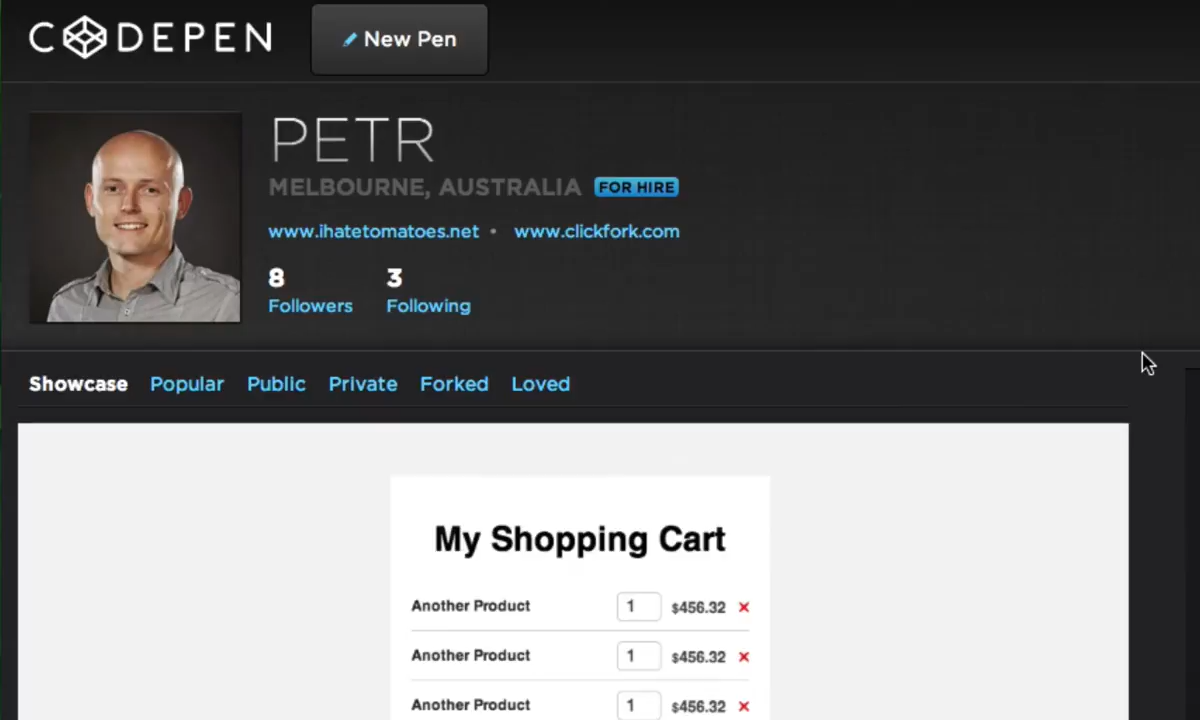 CODEPEN
New Pen
PETR
MELBOURNE, AUSTRALIA FOR HIRE
www.ihatetomatoes.net • www.clickfork.com
8 3
Followers Following
Showcase Popular Public Private Forked Loved
My Shopping Cart
Another Product 1 $456.32 ×
Another Product 1 $456.32 ×
Another Product 1 $456.32 ×